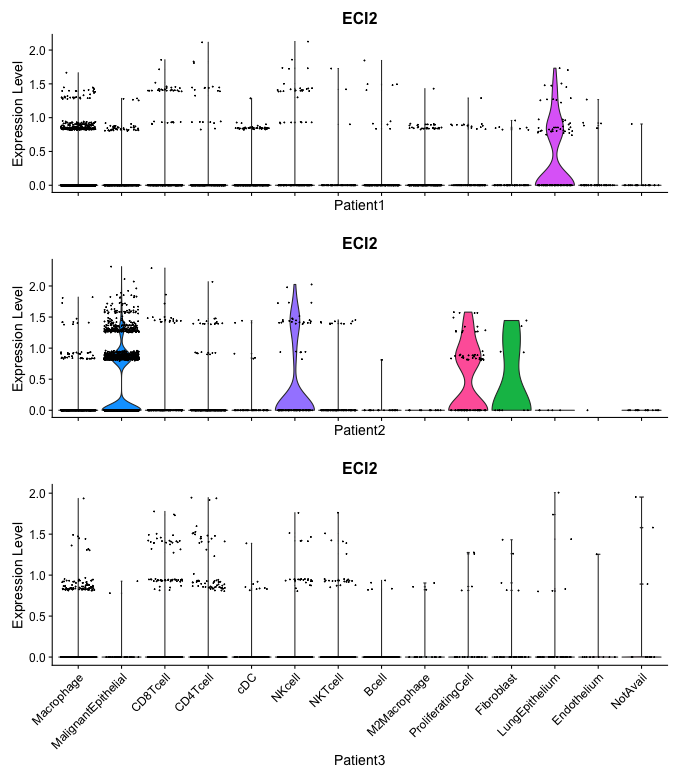 ECI2
Expression Level
2.0
1.5
1.0
0.5
0.0
Patient1
ECI2
Expression Level
2.0
1.5
1.0
0.5
0.0
Patient2
ECI2
Expression Level
2.0
1.5
1.0
0.5
0.0
Macrophage
MalignantEpithelial
CD8Tcell
CD4Tcell
cDC
NKcell
NKTcell
Bcell
M2Macrophage
ProliferatingCell
Fibroblast
LungEpithelium
Endothelium
NotAvail
Patient3